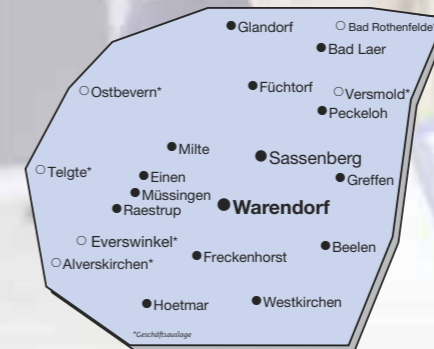 Glandorf
Bad Rothenfelde*
Bad Laer
Ostbevern*
Füchtorf
Versmold*
Peckeloh
Milte
Sassenberg
Telgte*
Einen
Greffen
Müssingen
Raestrup
Warendorf
Everswinkel*
Beelen
Freckenhorst
Alverskirchen*
Hoetmar
Westkirchen
*Geschäftsauslage